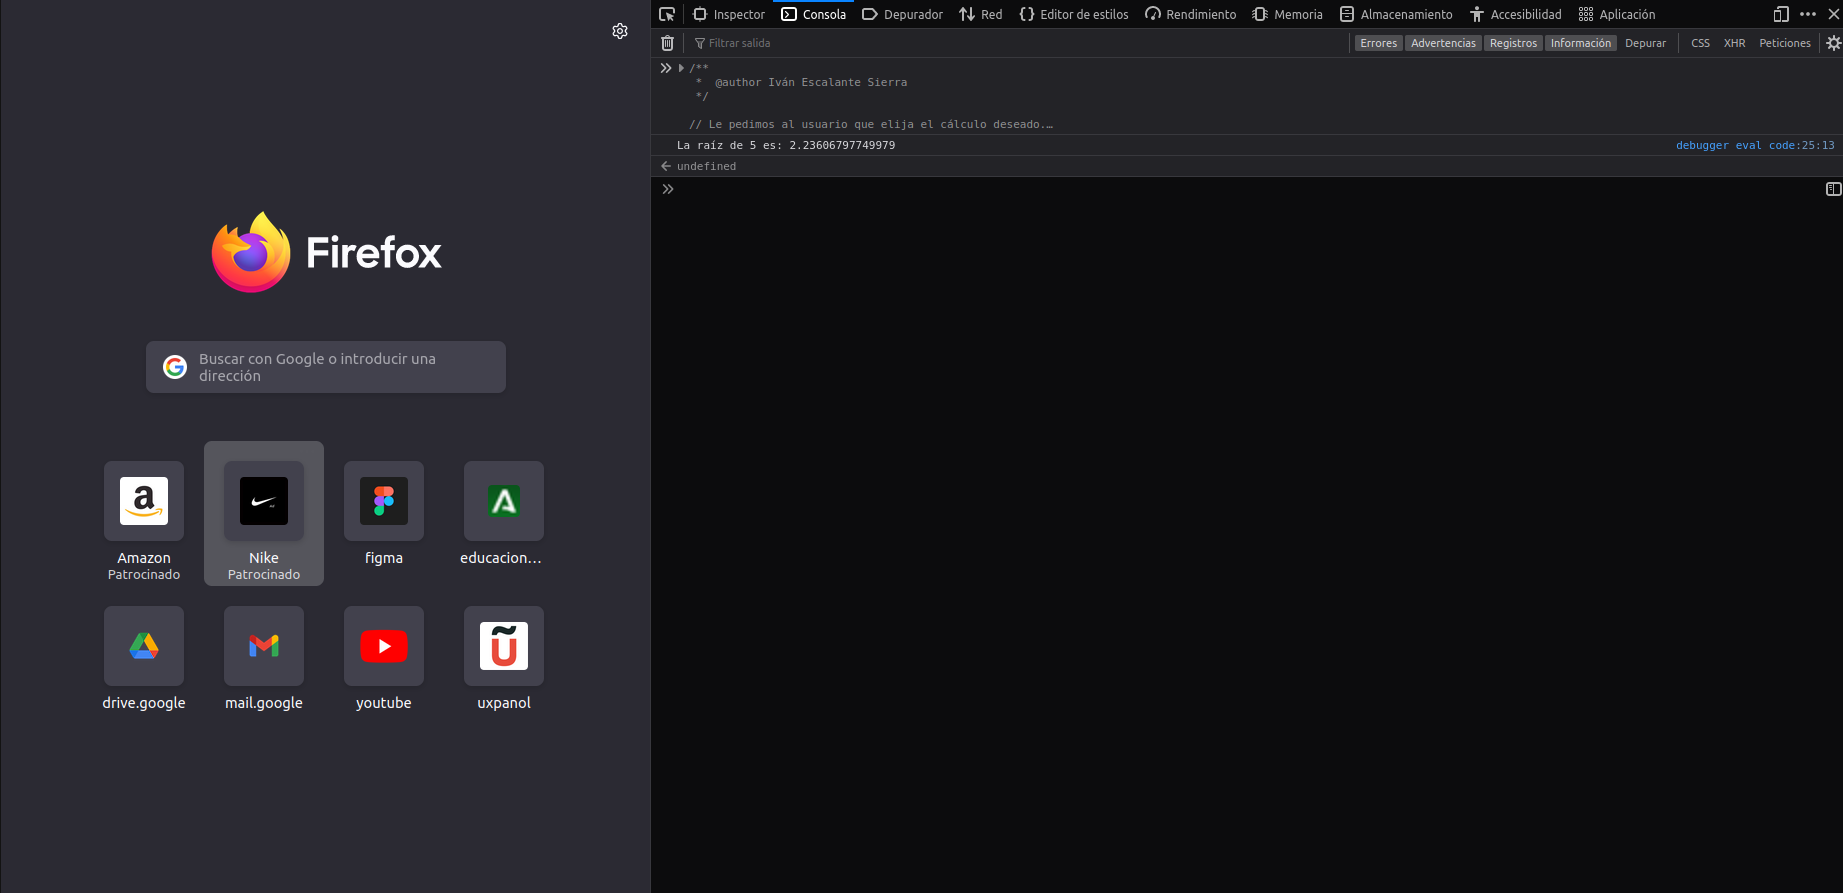 Inspector
Consola
Depurador
Red
Editor de estilos
Rendimiento
Memoria
Almacenamiento
Accesibilidad
Aplicación
Filtrar salida
Errores
Advertencias
Registros
Información
Depurar
CSS
XHR
Peticiones
/**
*  @author Iván Escalante Sierra
*/
// Le pedimos al usuario que elija el cálculo deseado.…
La raíz de 5 es: 2.23606797749979
debugger eval code:25:13
undefined
Firefox
Buscar con Google o introducir una
dirección
Amazon
Patrocinado
Nike
Patrocinado
figma
educacion…
drive.google
mail.google
youtube
uxpanol